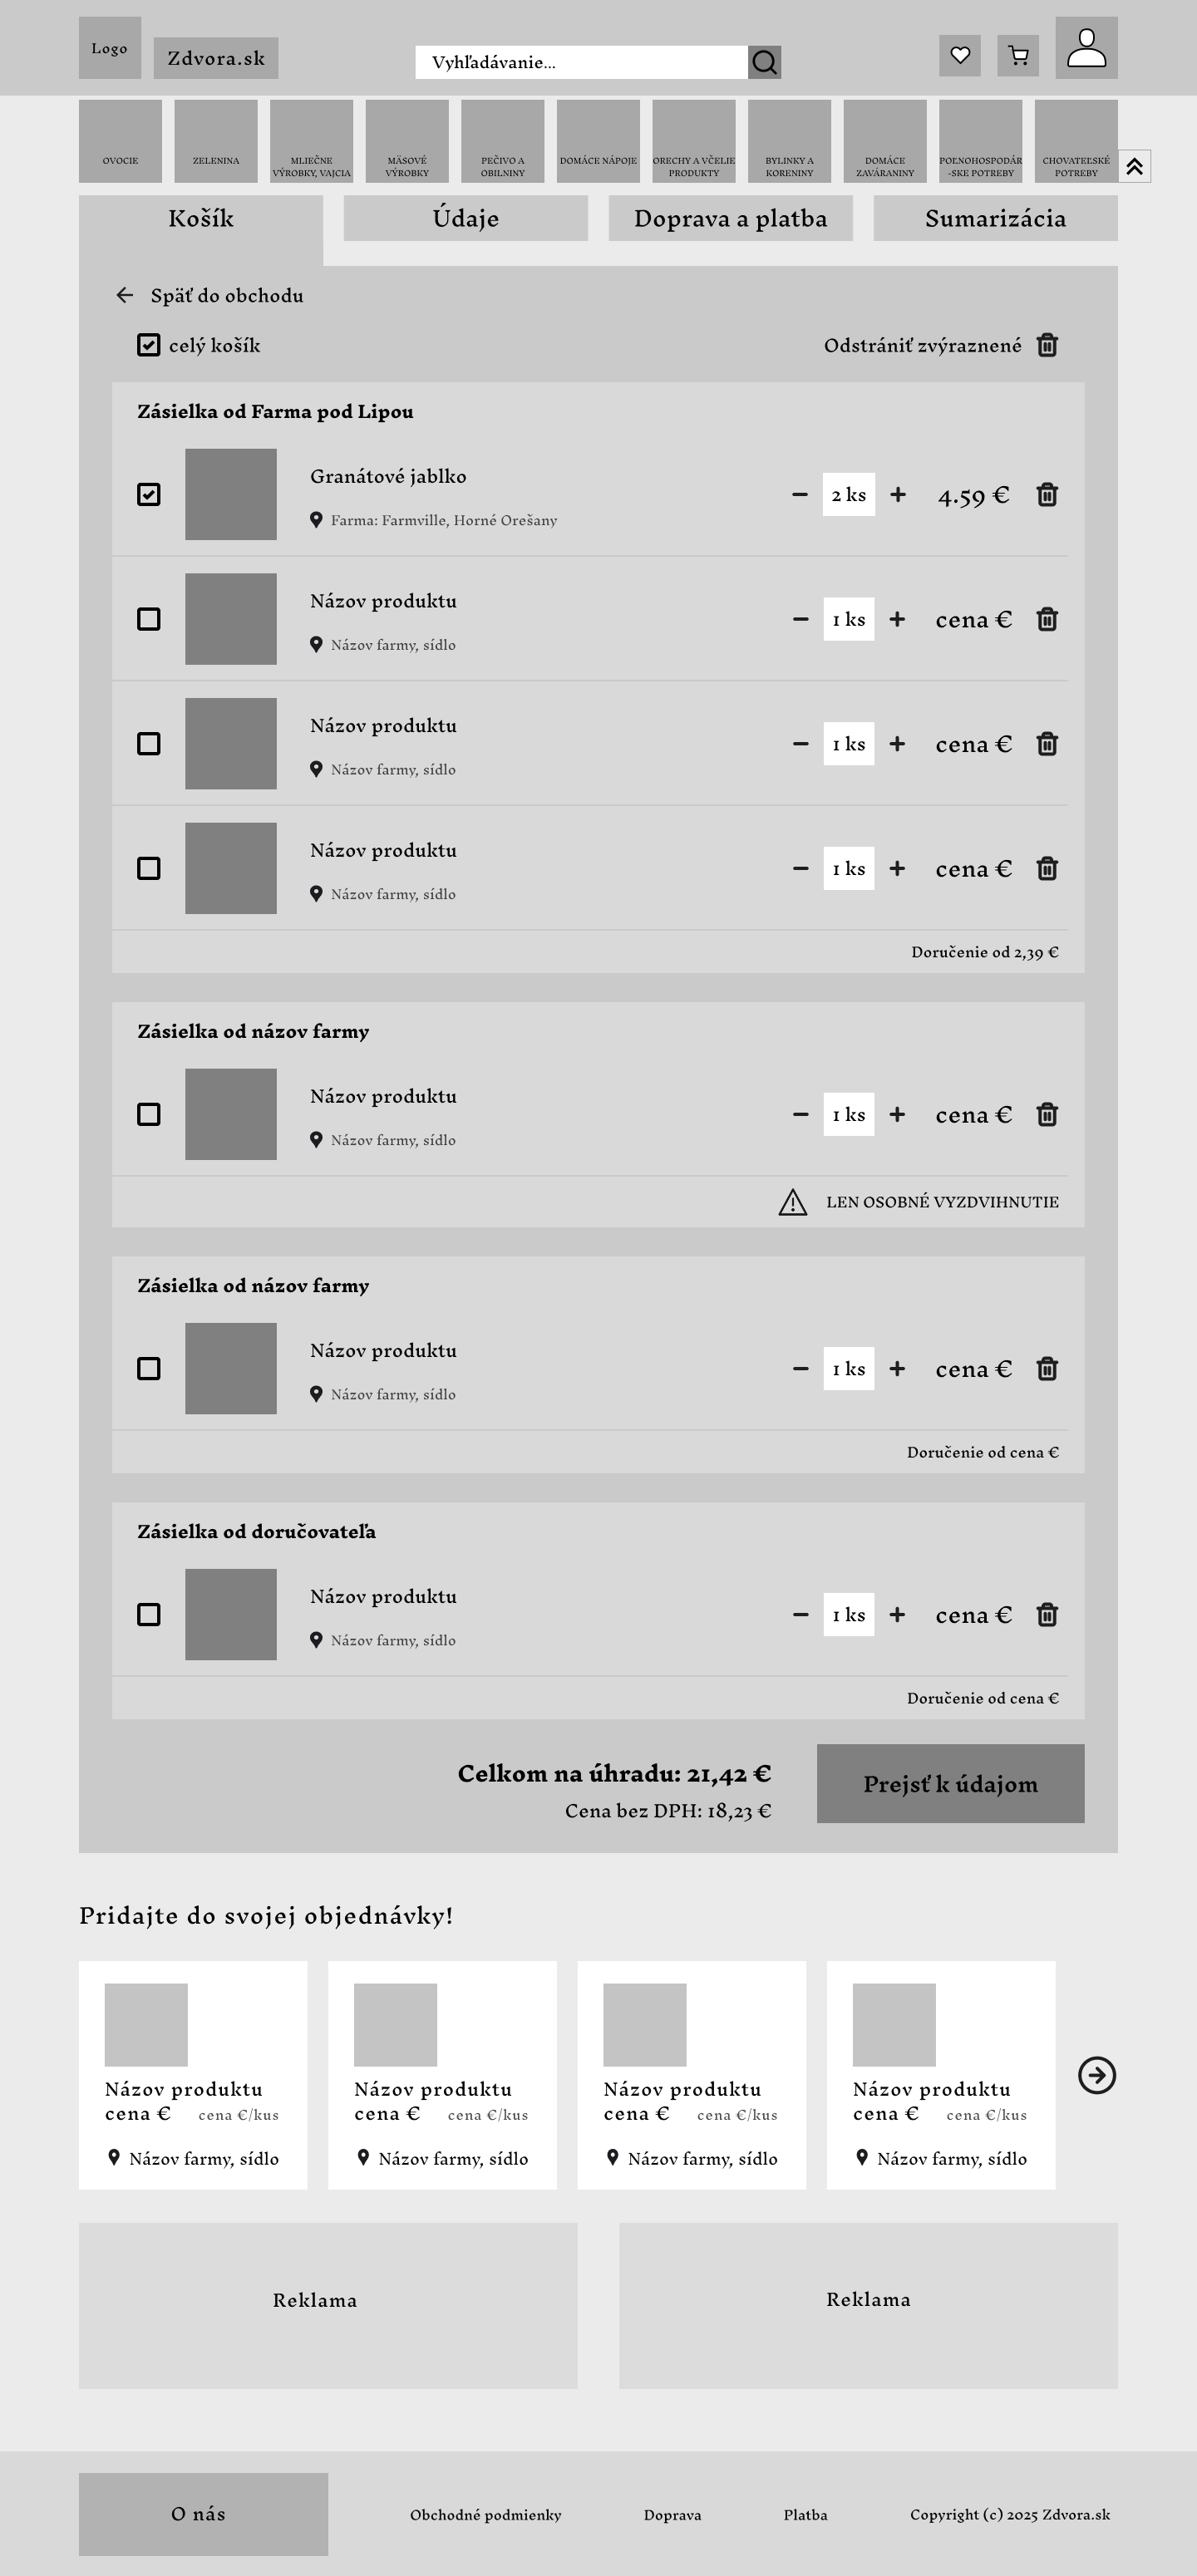 Logo
Zdvora.sk
Vyhľadávanie...
OVOCIE
ZELENINA
MLIEČNE
VÝROBKY, VAJCIA
MÄSOVÉ
VÝROBKY
PEČIVO A
OBILNINY
DOMÁCE NÁPOJE
ORECHY A VČELIE
PRODUKTY
BYLINKY A
KORENINY
DOMÁCE
ZAVÁRANINY
POĽNOHOSPODÁR
-SKE POTREBY
CHOVATEĽSKÉ
POTREBY
Košík
Údaje
Doprava a platba
Sumarizácia
Späť do obchodu
celý košík
Odstrániť zvýraznené
Zásielka od Farma pod Lipou
Granátové jablko
Farma: Farmville, Horné Orešany
2 ks
4.59 €
Názov produktu
Názov farmy, sídlo
1 ks
cena €
Názov produktu
Názov farmy, sídlo
1 ks
cena €
Názov produktu
Názov farmy, sídlo
1 ks
cena €
Doručenie od 2,39 €
Zásielka od názov farmy
Názov produktu
Názov farmy, sídlo
1 ks
cena €
LEN OSOBNÉ VYZDVIHNUTIE
Zásielka od názov farmy
Názov produktu
Názov farmy, sídlo
1 ks
cena €
Doručenie od cena €
Zásielka od doručovateľa
Názov produktu
Názov farmy, sídlo
1 ks
cena €
Doručenie od cena €
Celkom na úhradu: 21,42 €
Cena bez DPH: 18,23 €
Prejsť k údajom
Pridajte do svojej objednávky!
Názov produktu
cena € cena €/kus
Názov farmy, sídlo
Názov produktu
cena € cena €/kus
Názov farmy, sídlo
Názov produktu
cena € cena €/kus
Názov farmy, sídlo
Názov produktu
cena € cena €/kus
Názov farmy, sídlo
Reklama
Reklama
O nás
Obchodné podmienky
Doprava
Platba
Copyright (c) 2025 Zdvora.sk